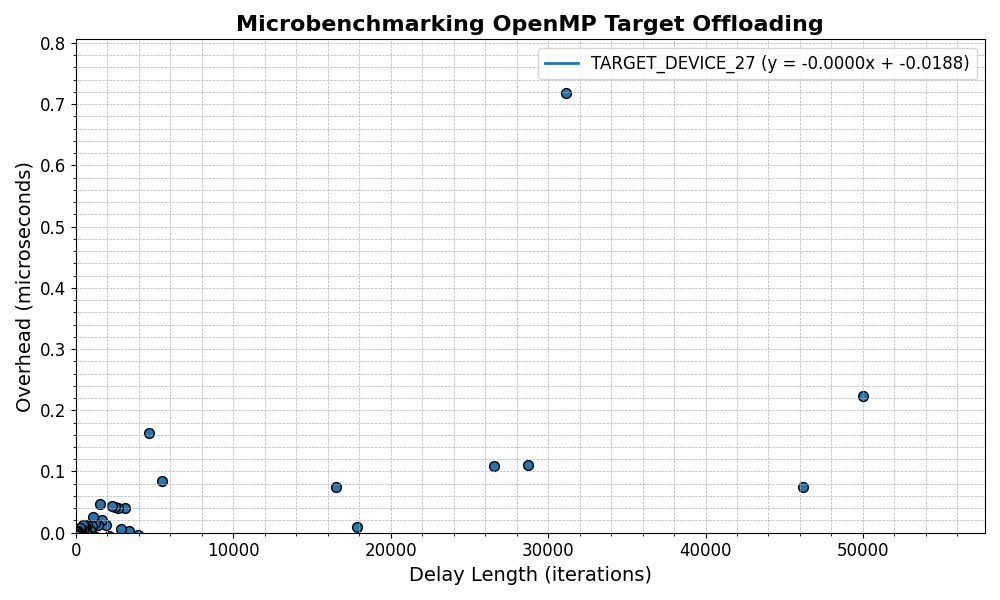 Microbenchmarking OpenMP Target Offloading
TARGET_DEVICE_27 (y = -0.0000x + -0.0188)
Overhead (microseconds)
0.8
0.7
0.6
0.5
0.4
0.3
0.2
0.1
0.0
0 10000 20000 30000 40000 50000
Delay Length (iterations)